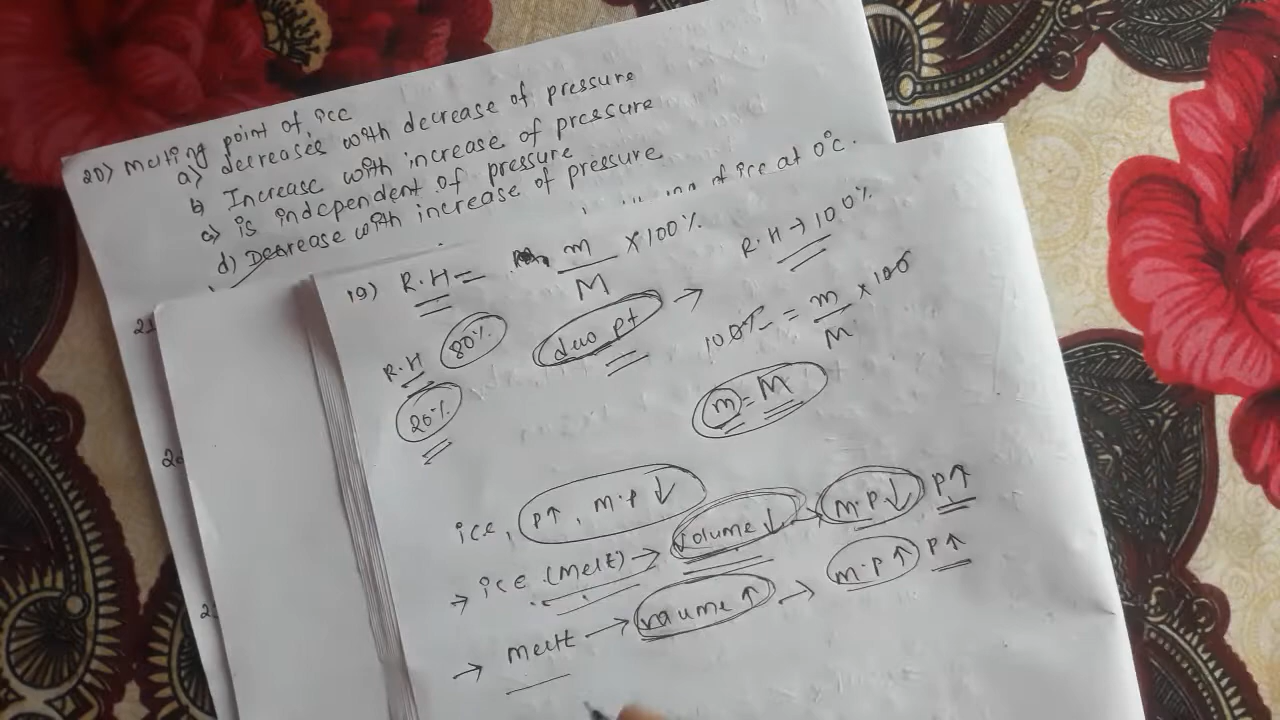 20) melting point of ice
a) decreases with decrease of pressure
b) Increase with increase of pressure
c) is independent of pressure
d) Decrease with increase of pressure
of ice at 0°c.
21
19) R.H = m/M × 100%
R.H → 100%
R.H 80%
dew pt →
100% = m/M × 100
20%
m = M
ice, P↑, m.p ↓
→ ice (melt) → volume ↓ → m.p ↓ P↑
→ melt → volume ↑ → m.p ↑ P↑